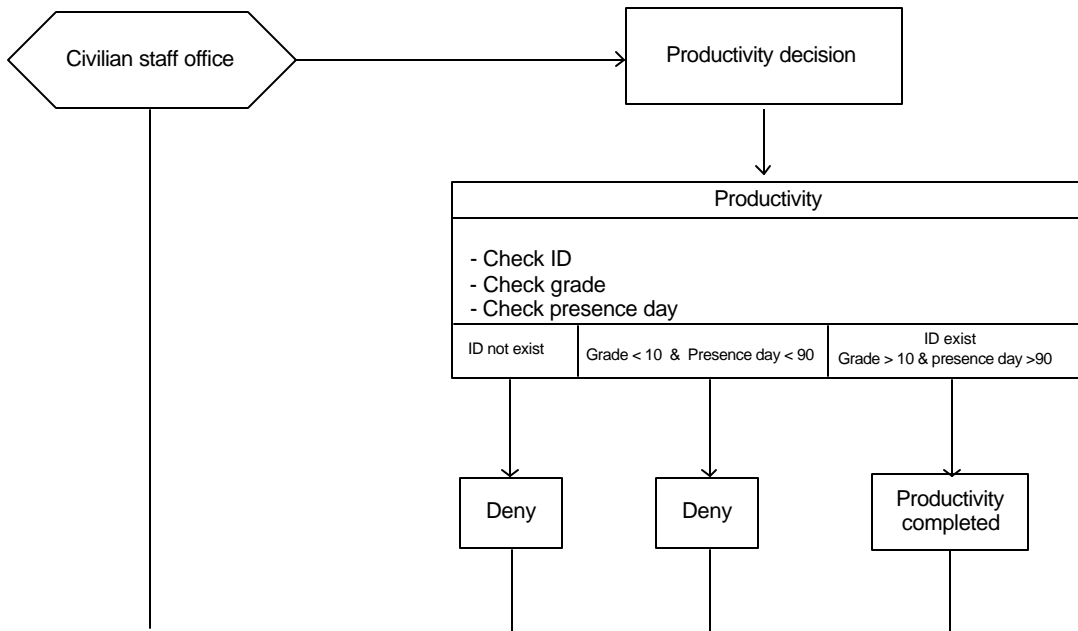 Civilian staff office
Productivity decision
Productivity
- Check ID
- Check grade
- Check presence day
ID not exist
Grade < 10 & Presence day < 90
ID exist
Grade > 10 & presence day >90
Deny
Deny
Productivity
completed